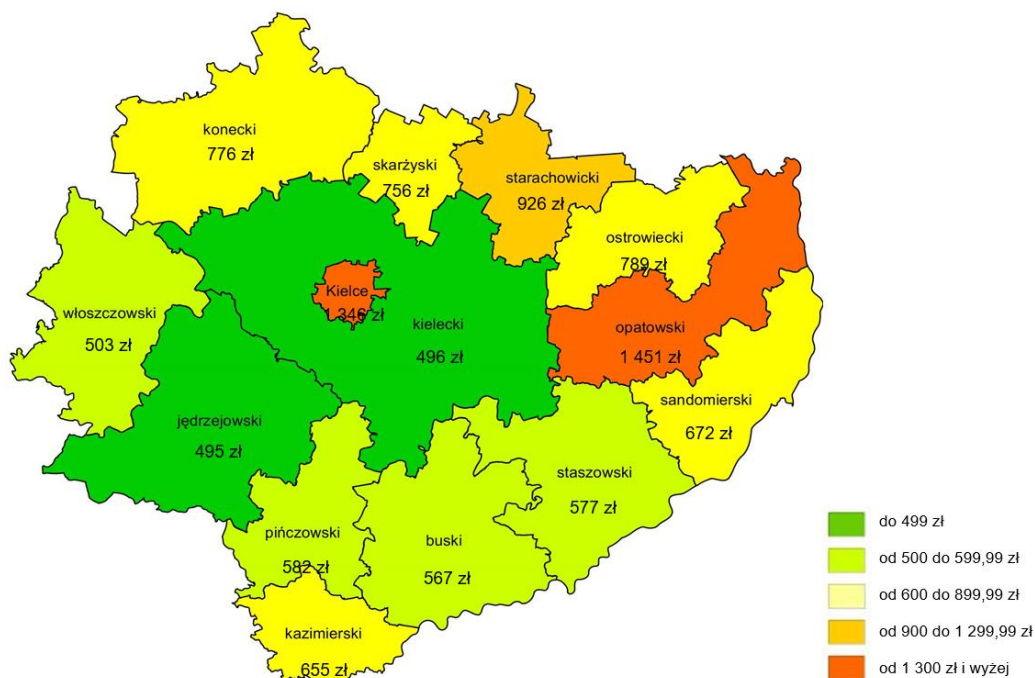 konecki
776 zł
skarżyski
756 zł
starachowicki
926 zł
ostrowiecki
789 zł
Kielce
1 346 zł
włoszczowski
503 zł
kielecki
496 zł
opatowski
1 451 zł
sandomierski
672 zł
jędrzejowski
495 zł
staszowski
577 zł
pińczowski
582 zł
buski
567 zł
kazimierski
655 zł
do 499 zł
od 500 do 599,99 zł
od 600 do 899,99 zł
od 900 do 1 299,99 zł
od 1 300 zł i wyżej